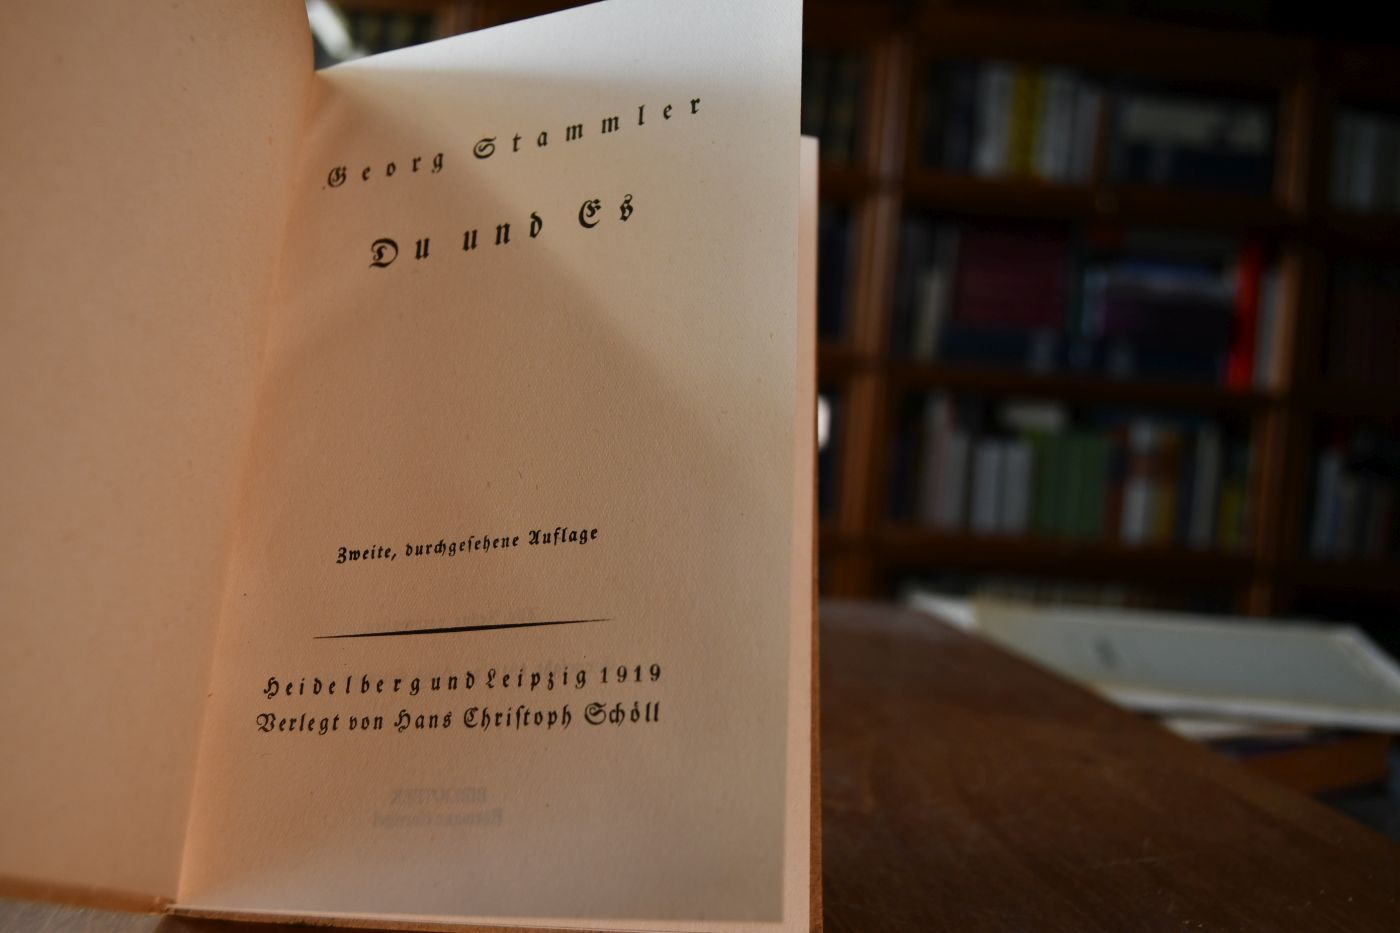 Georg Stammler
Du und Es
Zweite, durchgeſehene Auflage
Heidelberg und Leipzig 1919
Verlegt von Hans Chriſtoph Schöll